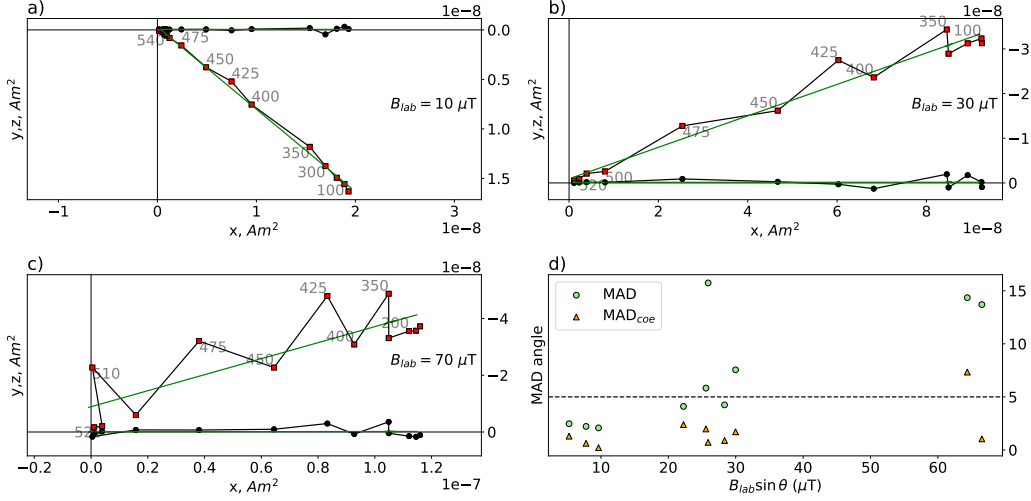 a)
1e−8
0.0
0.5
1.0
1.5
y,z, Am²
540
475
450
425
400
350
300
100
B_lab = 10 μT
−1
0
1
2
3
x, Am²
1e−8
b)
1e−8
−3
−2
−1
0
y,z, Am²
350
100
400
450
475
500
520
B_lab = 30 μT
0
2
4
6
8
x, Am²
1e−8
c)
1e−8
−4
−2
0
y,z, Am²
425
350
200
400
475
450
510
B_lab = 70 μT
−0.2
0.0
0.2
0.4
0.6
0.8
1.0
1.2
x, Am²
1e−7
d)
MAD
MAD_coe
MAD angle
15
10
5
0
10
20
30
40
50
60
B_lab sin θ (μT)